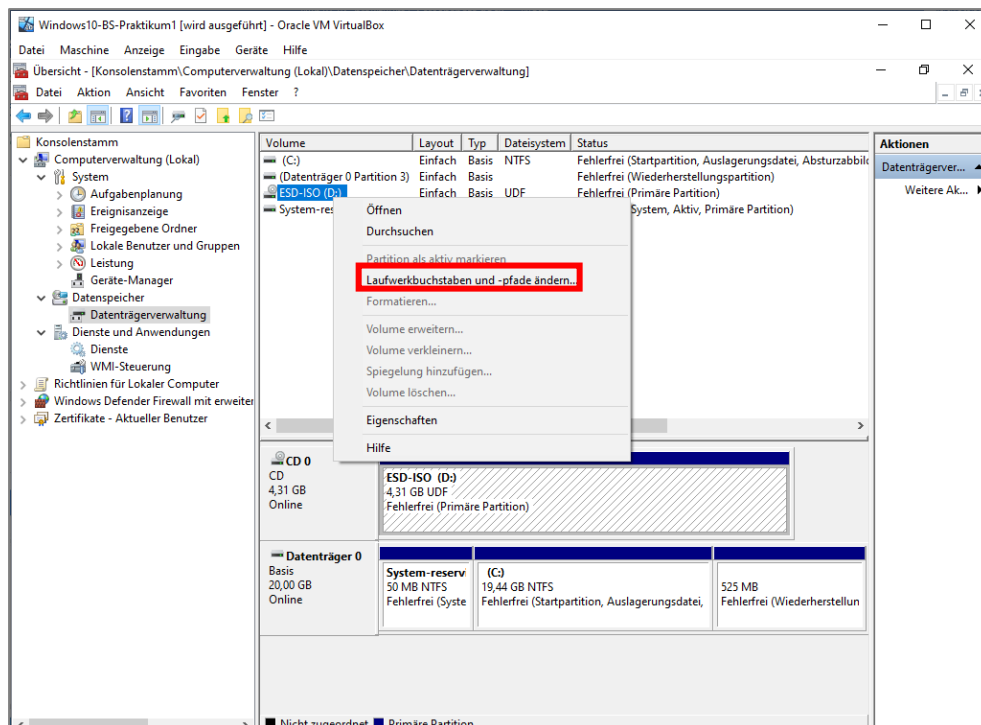 Windows10-BS-Praktikum1 [wird ausgeführt] - Oracle VM VirtualBox
Datei Maschine Anzeige Eingabe Geräte Hilfe
Übersicht - [Konsolenstamm\Computerverwaltung (Lokal)\Datenspeicher\Datenträgerverwaltung]
Datei Aktion Ansicht Favoriten Fenster ?
Konsolenstamm
Computerverwaltung (Lokal)
System
Aufgabenplanung
Ereignisanzeige
Freigegebene Ordner
Lokale Benutzer und Gruppen
Leistung
Geräte-Manager
Datenspeicher
Datenträgerverwaltung
Dienste und Anwendungen
Dienste
WMI-Steuerung
Richtlinien für Lokaler Computer
Windows Defender Firewall mit erweiter
Zertifikate - Aktueller Benutzer
Volume Layout Typ Dateisystem Status
(C:) Einfach Basis NTFS Fehlerfrei (Startpartition, Auslagerungsdatei, Absturzabbilc
(Datenträger 0 Partition 3) Einfach Basis Fehlerfrei (Wiederherstellungspartition)
ESD-ISO (D:) Einfach Basis UDF Fehlerfrei (Primäre Partition)
System-res System, Aktiv, Primäre Partition)
Öffnen
Durchsuchen
Partition als aktiv markieren
Laufwerkbuchstaben und -pfade ändern...
Formatieren...
Volume erweitern...
Volume verkleinern...
Spiegelung hinzufügen...
Volume löschen...
Eigenschaften
Hilfe
CD 0
CD
4,31 GB
Online
ESD-ISO (D:)
4,31 GB UDF
Fehlerfrei (Primäre Partition)
Datenträger 0
Basis
20,00 GB
Online
System-reserv
50 MB NTFS
Fehlerfrei (Syste
(C:)
19,44 GB NTFS
Fehlerfrei (Startpartition, Auslagerungsdatei,
525 MB
Fehlerfrei (Wiederherstellun
Nicht zugeordnet Primäre Partition
Aktionen
Datenträgerver...
Weitere Ak...